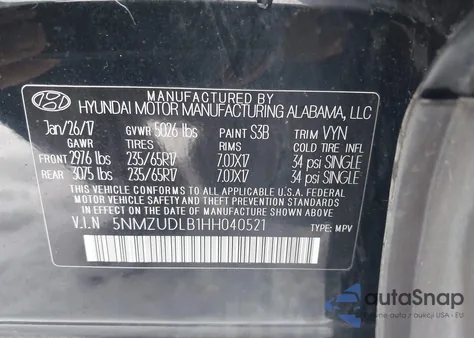 MANUFACTURED BY
HYUNDAI MOTOR MANUFACTURING ALABAMA, LLC
Jan/26/17 GVWR 5026 lbs PAINT S3B TRIM VYN
GAWR TIRES RIMS COLD TIRE INFL
FRONT 2976 lbs 235/65R17 7.0JX17 34 psi SINGLE
REAR 3075 lbs 235/65R17 7.0JX17 34 psi SINGLE
THIS VEHICLE CONFORMS TO ALL APPLICABLE U.S. FEDERAL
MOTOR VEHICLE SAFETY AND THEFT PREVENTION STANDARDS
IN EFFECT ON THE DATE OF MANUFACTURE SHOWN ABOVE.
V.I.N 5NMZUDLB1HH040521 TYPE: MPV
autoSnap
aukcje USA - EU